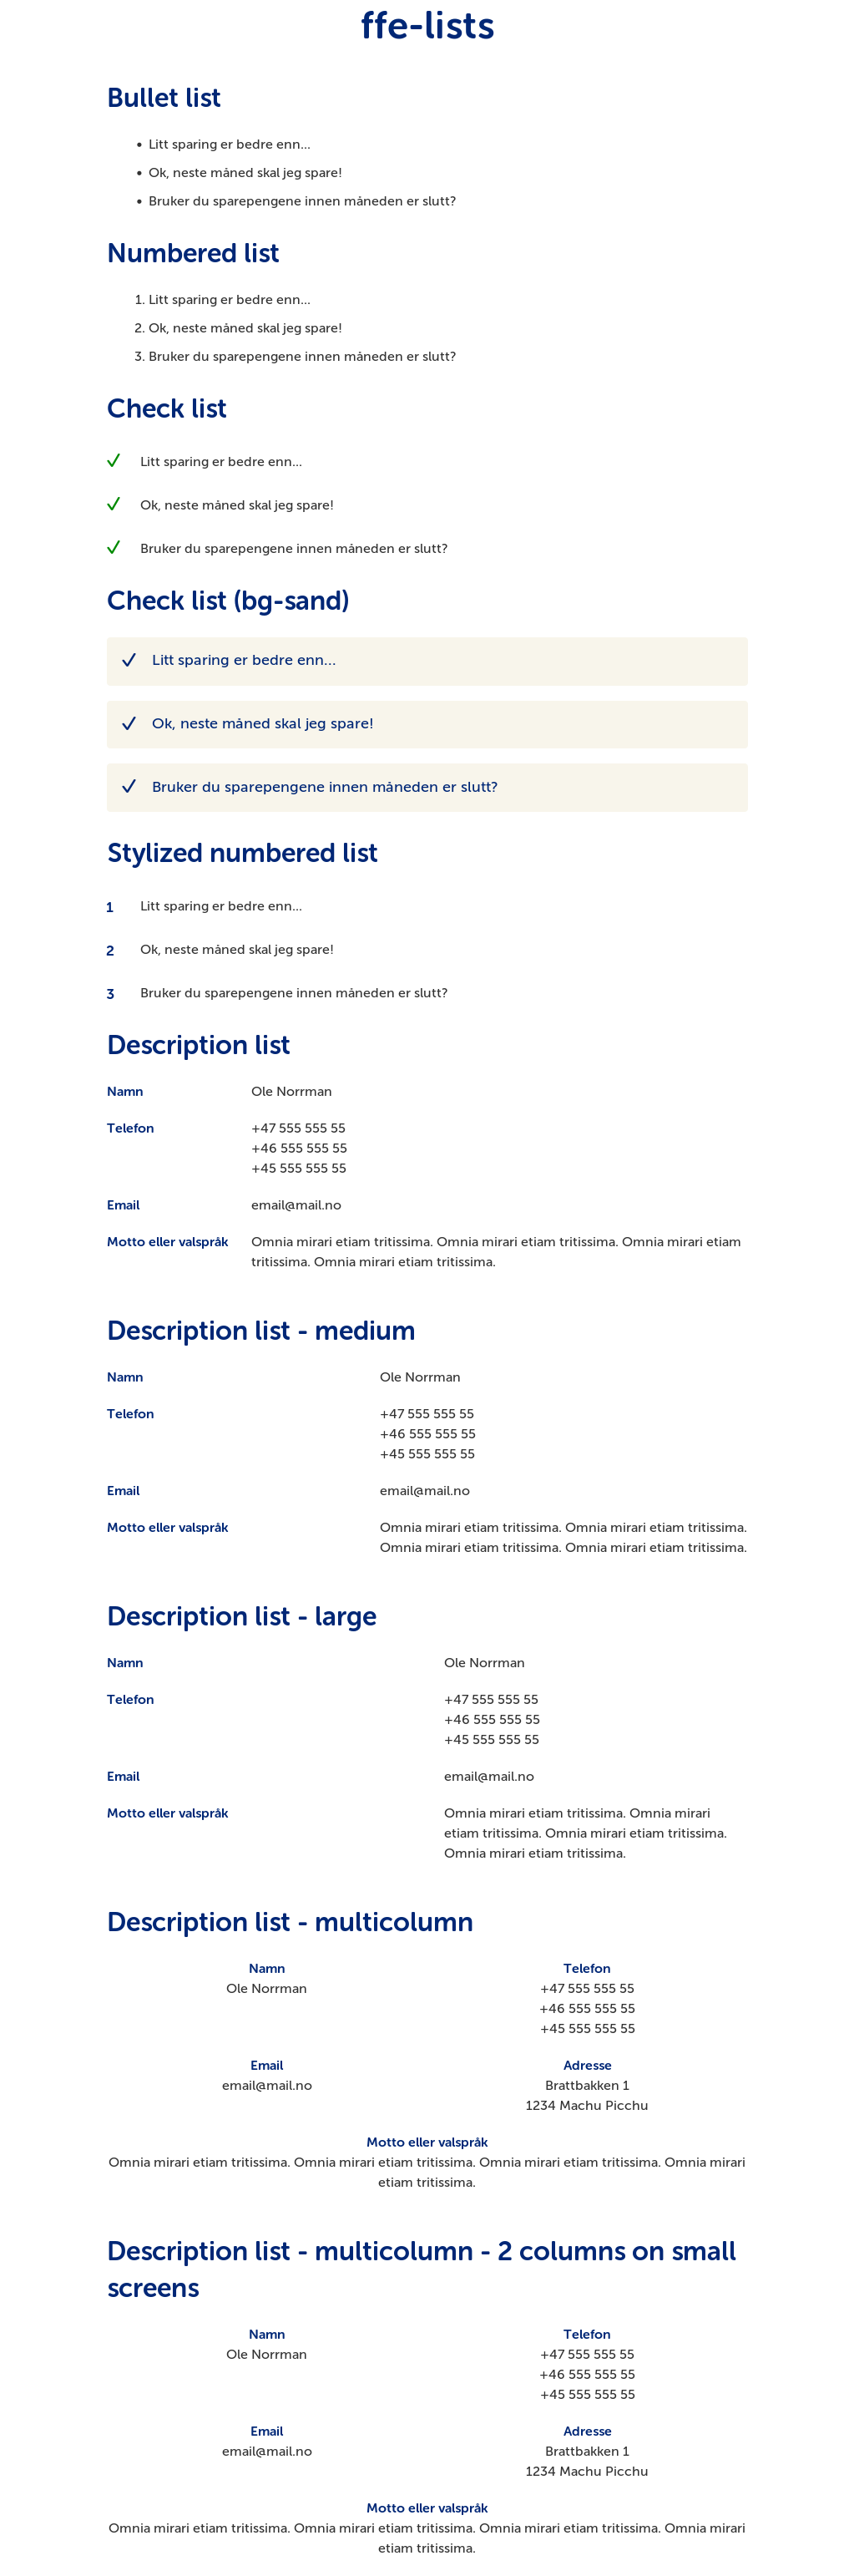 ffe-lists
Bullet list
• Litt sparing er bedre enn...
• Ok, neste måned skal jeg spare!
• Bruker du sparepengene innen måneden er slutt?
Numbered list
1. Litt sparing er bedre enn...
2. Ok, neste måned skal jeg spare!
3. Bruker du sparepengene innen måneden er slutt?
Check list
Litt sparing er bedre enn...
Ok, neste måned skal jeg spare!
Bruker du sparepengene innen måneden er slutt?
Check list (bg-sand)
Litt sparing er bedre enn...
Ok, neste måned skal jeg spare!
Bruker du sparepengene innen måneden er slutt?
Stylized numbered list
1 Litt sparing er bedre enn...
2 Ok, neste måned skal jeg spare!
3 Bruker du sparepengene innen måneden er slutt?
Description list
Namn Ole Norrman
Telefon +47 555 555 55
+46 555 555 55
+45 555 555 55
Email email@mail.no
Motto eller valspråk Omnia mirari etiam tritissima. Omnia mirari etiam tritissima. Omnia mirari etiam
tritissima. Omnia mirari etiam tritissima.
Description list - medium
Namn Ole Norrman
Telefon +47 555 555 55
+46 555 555 55
+45 555 555 55
Email email@mail.no
Motto eller valspråk Omnia mirari etiam tritissima. Omnia mirari etiam tritissima.
Omnia mirari etiam tritissima. Omnia mirari etiam tritissima.
Description list - large
Namn Ole Norrman
Telefon +47 555 555 55
+46 555 555 55
+45 555 555 55
Email email@mail.no
Motto eller valspråk Omnia mirari etiam tritissima. Omnia mirari
etiam tritissima. Omnia mirari etiam tritissima.
Omnia mirari etiam tritissima.
Description list - multicolumn
Namn Telefon
Ole Norrman +47 555 555 55
+46 555 555 55
+45 555 555 55
Email Adresse
email@mail.no Brattbakken 1
1234 Machu Picchu
Motto eller valspråk
Omnia mirari etiam tritissima. Omnia mirari etiam tritissima. Omnia mirari etiam tritissima. Omnia mirari
etiam tritissima.
Description list - multicolumn - 2 columns on small
screens
Namn Telefon
Ole Norrman +47 555 555 55
+46 555 555 55
+45 555 555 55
Email Adresse
email@mail.no Brattbakken 1
1234 Machu Picchu
Motto eller valspråk
Omnia mirari etiam tritissima. Omnia mirari etiam tritissima. Omnia mirari etiam tritissima. Omnia mirari
etiam tritissima.